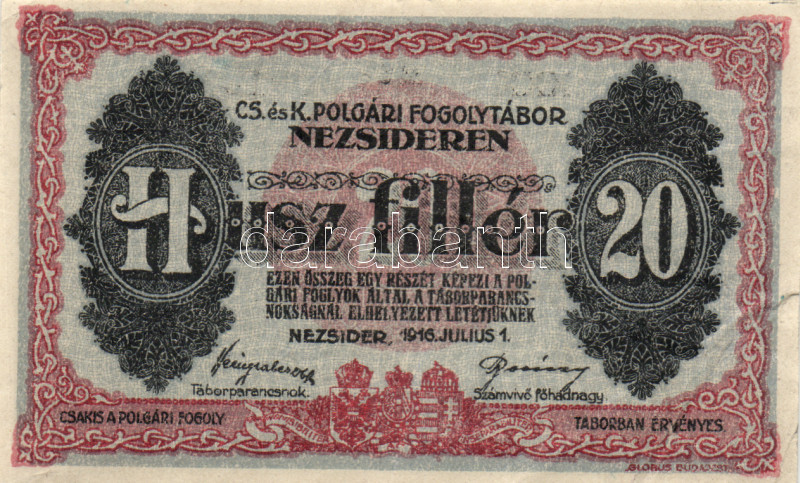 CS. és K. POLGÁRI FOGOLYTÁBOR
NEZSIDEREN
Husz fillér
20
EZEN ÖSSZEG EGY RÉSZÉT KÉPEZI A POL-
GÁRI FOGLYOK ÁLTAL A TÁBORPARANCS-
NOKSÁGNÁL ELHELYEZETT LETÉTJÜKNEK
NEZSIDER, 1916. JULIUS 1.
Táborparancsnok.
Számvivő főhadnagy.
CSAKIS A POLGÁRI FOGOLY
TÁBORBAN ÉRVÉNYES
GLOBUS BUDAPEST
darabanth